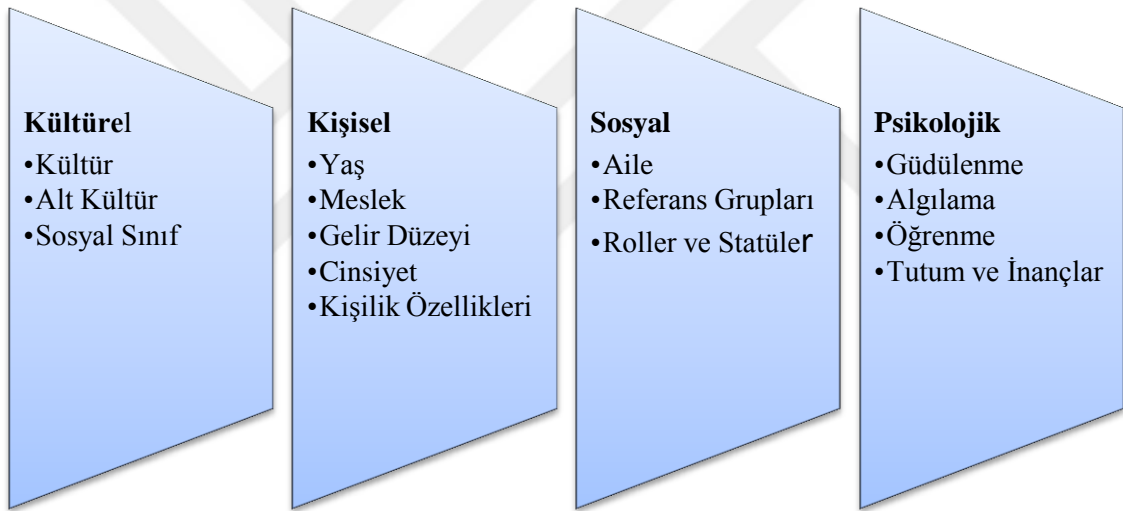 Kültürel
•Kültür
•Alt Kültür
•Sosyal Sınıf
Kişisel
•Yaş
•Meslek
•Gelir Düzeyi
•Cinsiyet
•Kişilik Özellikleri
Sosyal
•Aile
•Referans Grupları
•Roller ve Statüler
Psikolojik
•Güdülenme
•Algılama
•Öğrenme
•Tutum ve İnançlar